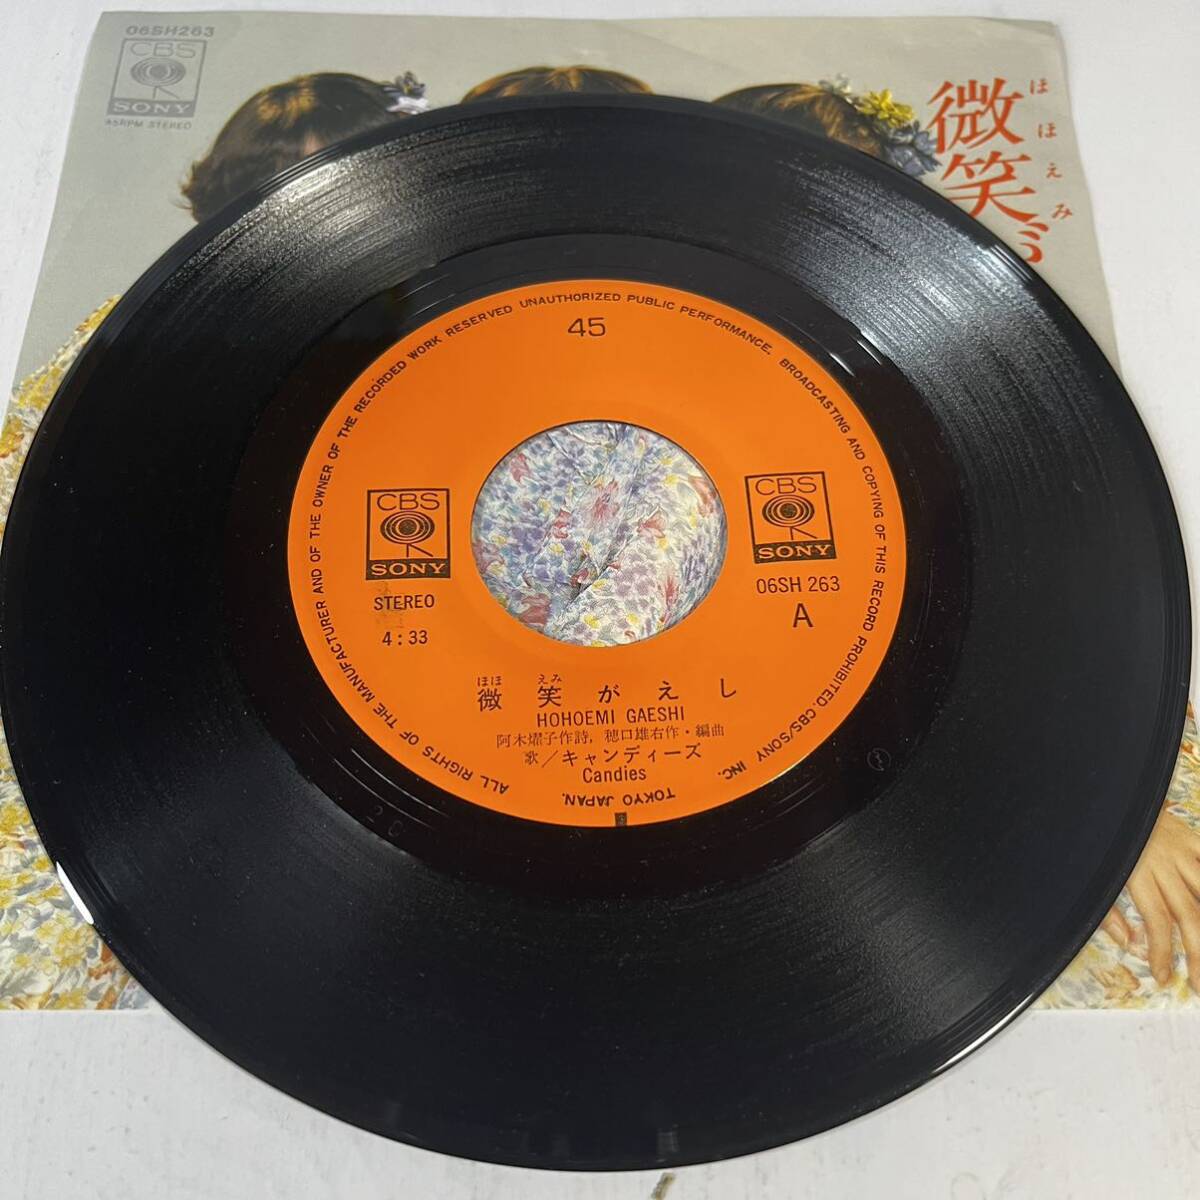 06SH263
CBS
SONY
45RPM STEREO
微笑が
ほほえみ
ALL RIGHTS OF THE MANUFACTURER AND OF THE OWNER OF THE RECORDED WORK RESERVED UNAUTHORIZED PUBLIC PERFORMANCE. BROADCASTING AND COPYING OF THIS RECORD PROHIBITED. CBS/SONY INC. TOKYO JAPAN.
45
CBS
SONY
CBS
SONY
STEREO
06SH 263
4:33
A
ほほ えみ
微笑がえし
HOHOEMI GAESHI
阿木燿子作詩, 穂口雄右作・編曲
歌／キャンディーズ
Candies